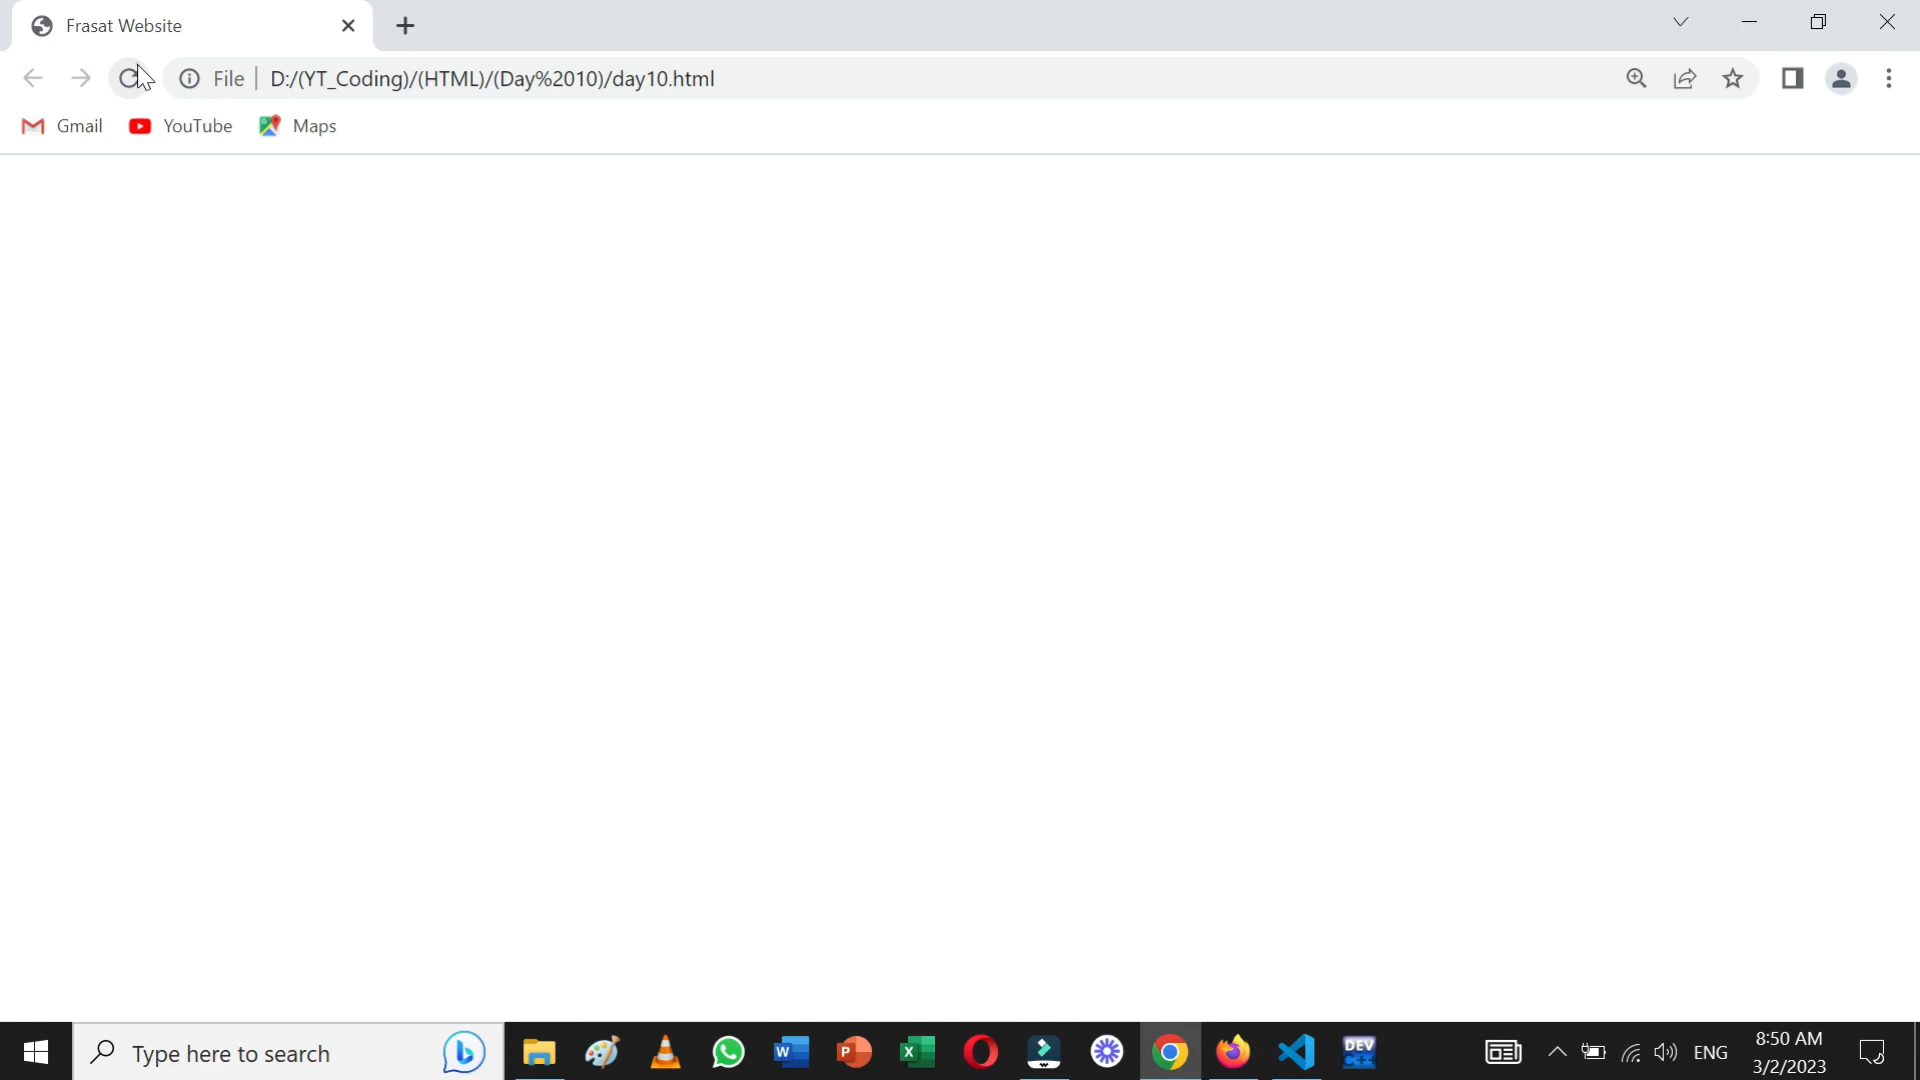 Frasat Website
File
D:/(YT_Coding)/(HTML)/(Day%2010)/day10.html
Gmail
YouTube
Maps
Type here to search
W
P
X
DEV
C++
ENG
8:50 AM
3/2/2023